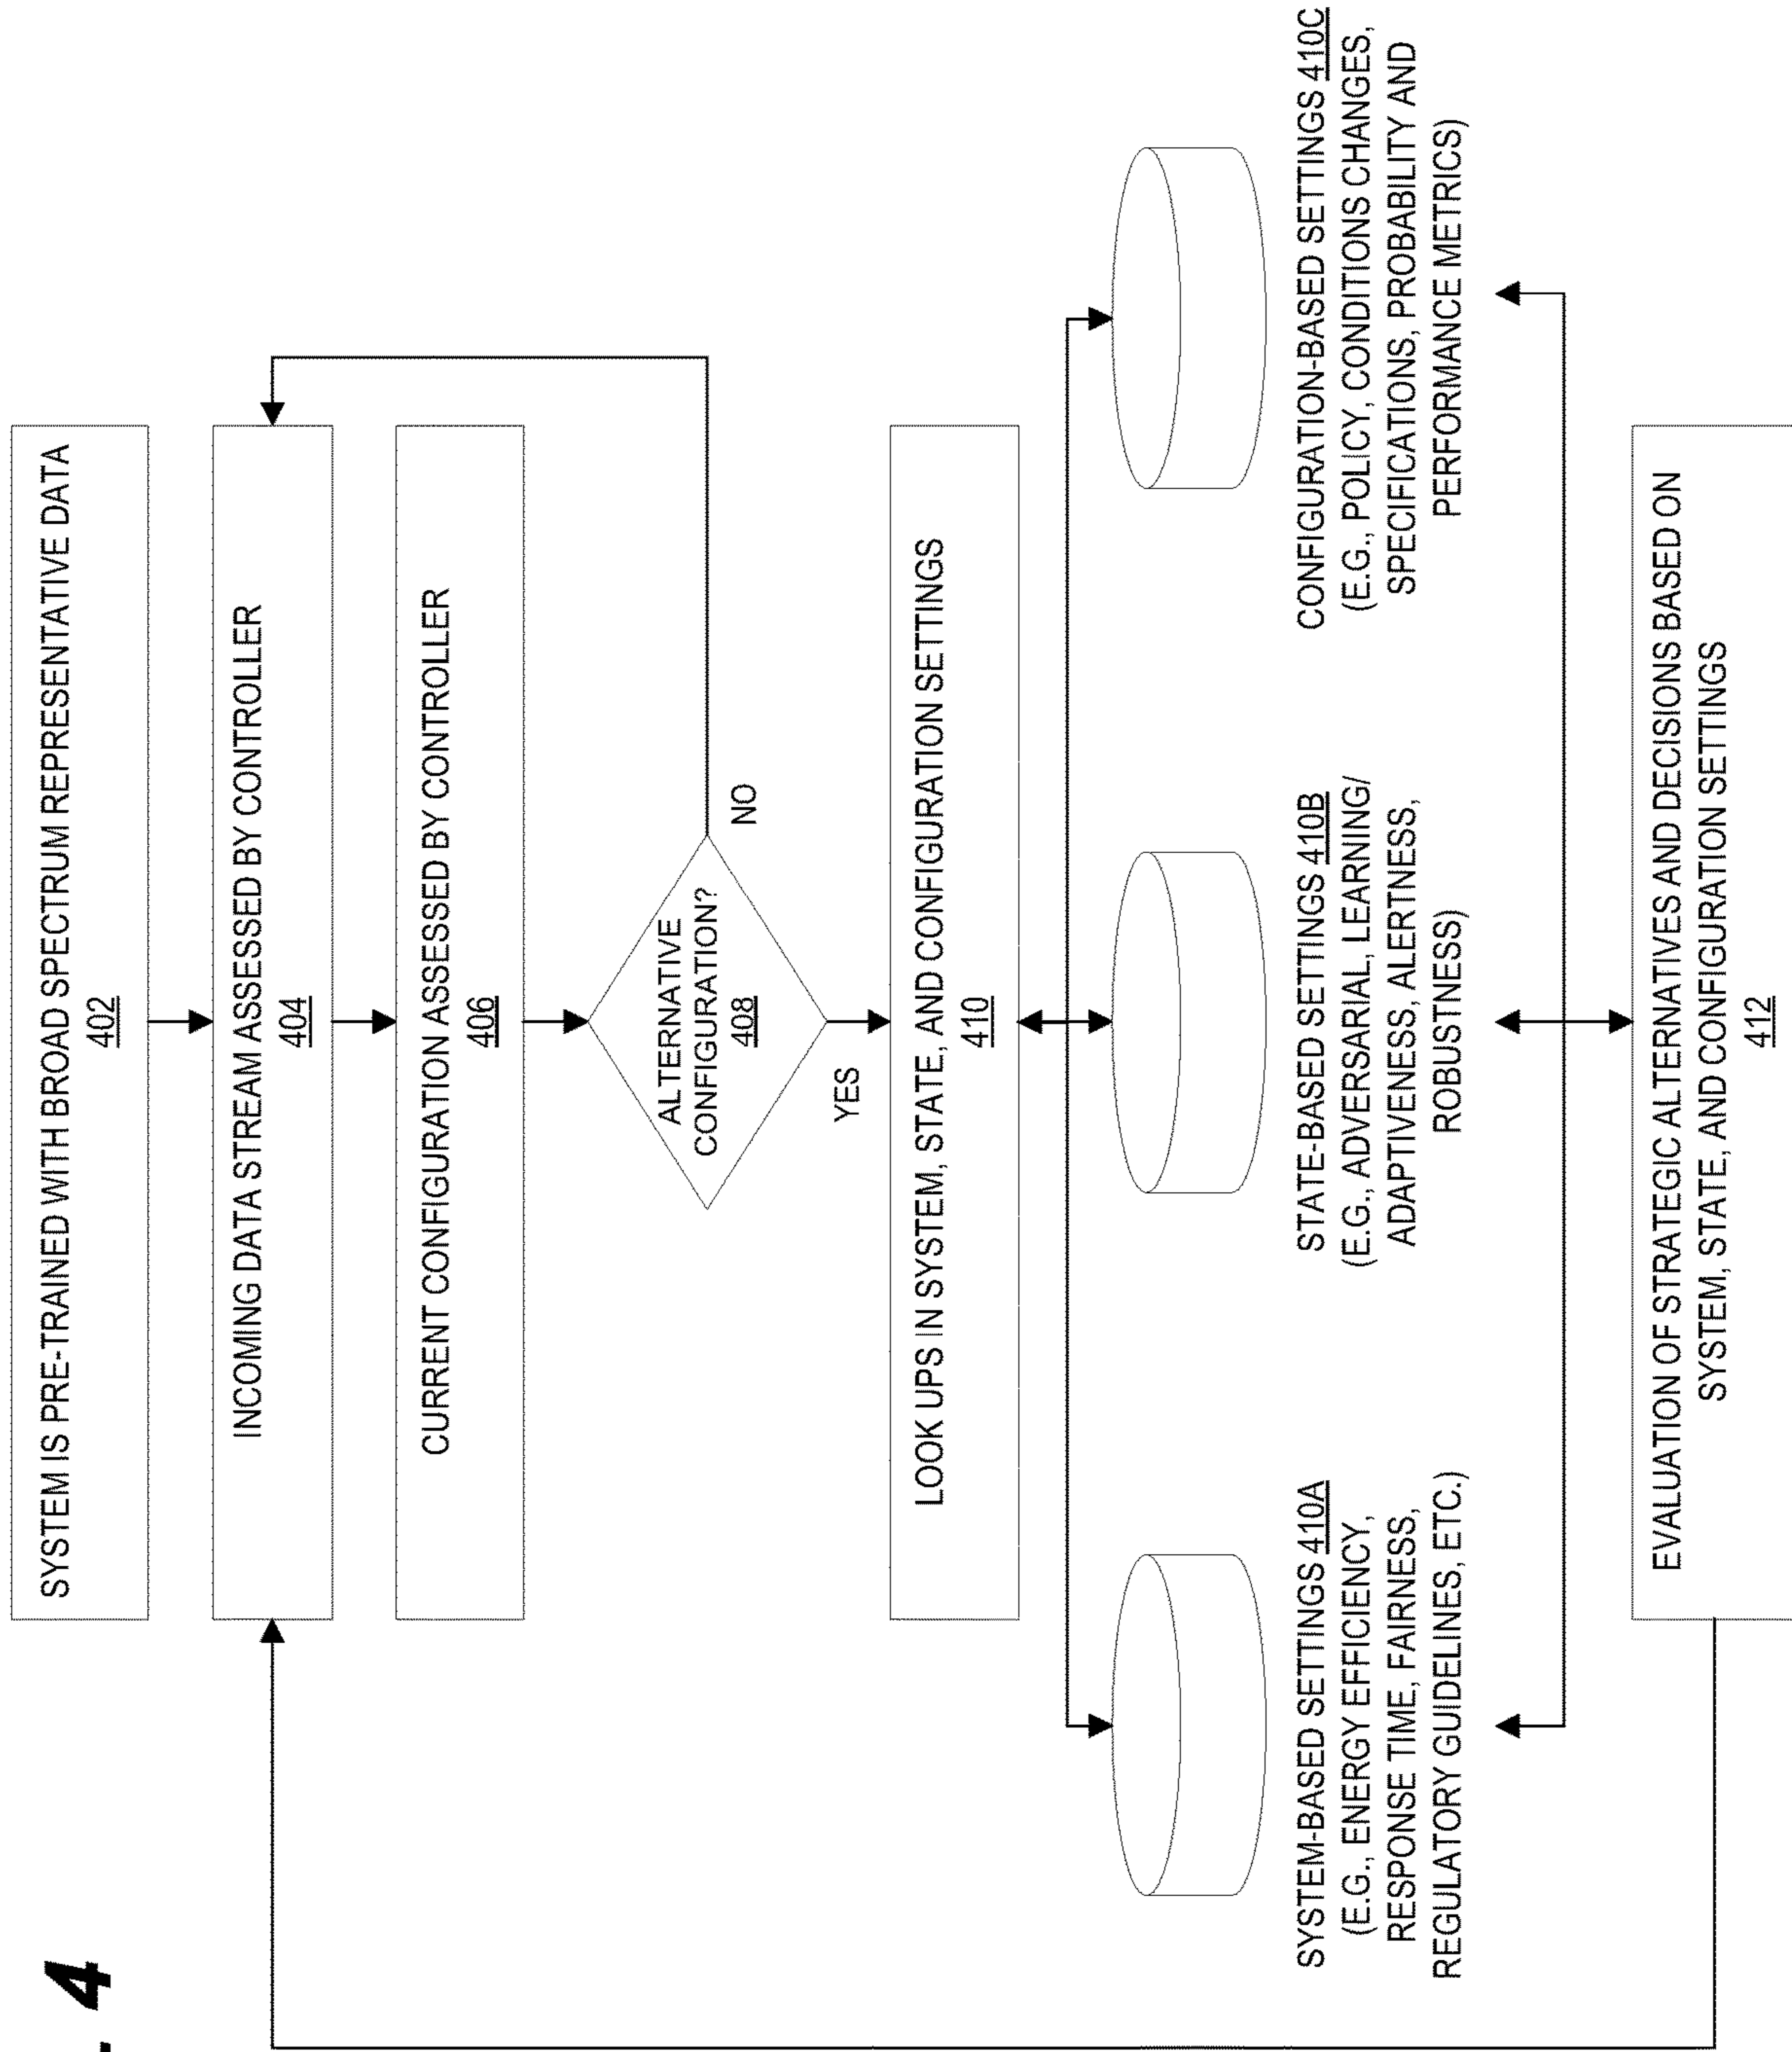 4
SYSTEM IS PRE-TRAINED WITH BROAD SPECTRUM REPRESENTATIVE DATA
402
INCOMING DATA STREAM ASSESSED BY CONTROLLER
404
CURRENT CONFIGURATION ASSESSED BY CONTROLLER
406
ALTERNATIVE
CONFIGURATION?
408
NO
YES
LOOK UPS IN SYSTEM, STATE, AND CONFIGURATION SETTINGS
410
SYSTEM-BASED SETTINGS 410A
(E.G., ENERGY EFFICIENCY,
RESPONSE TIME, FAIRNESS,
REGULATORY GUIDELINES, ETC.)
STATE-BASED SETTINGS 410B
(E.G., ADVERSARIAL, LEARNING/
ADAPTIVENESS, ALERTNESS,
ROBUSTNESS)
CONFIGURATION-BASED SETTINGS 410C
(E.G., POLICY, CONDITIONS CHANGES,
SPECIFICATIONS, PROBABILITY AND
PERFORMANCE METRICS)
EVALUATION OF STRATEGIC ALTERNATIVES AND DECISIONS BASED ON
SYSTEM, STATE, AND CONFIGURATION SETTINGS
412